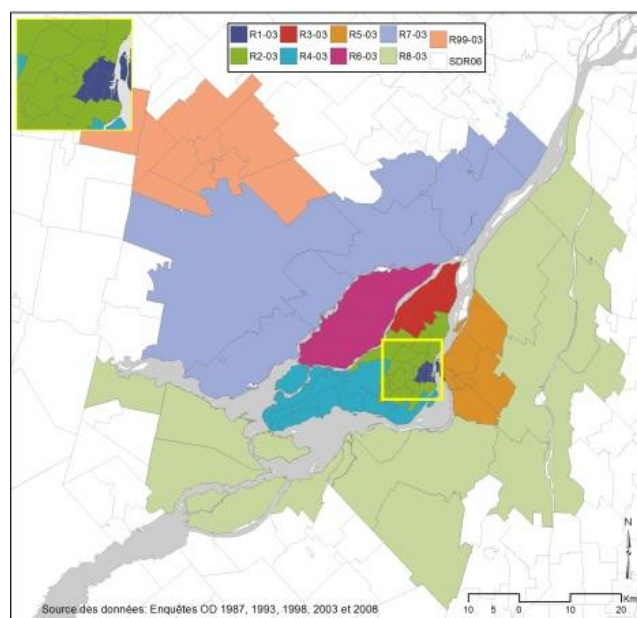 R1-03 R3-03 R5-03 R7-03 R99-03
R2-03 R4-03 R6-03 R8-03 SDR06
N
Source des données: Enquêtes OD 1987, 1993, 1998, 2003 et 2008
Km
10 5 0 10 20